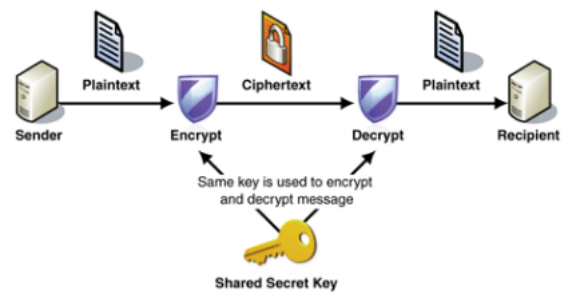 Plaintext
Ciphertext
Plaintext
Sender
Encrypt
Decrypt
Recipient
Same key is used to encrypt
and decrypt message
Shared Secret Key